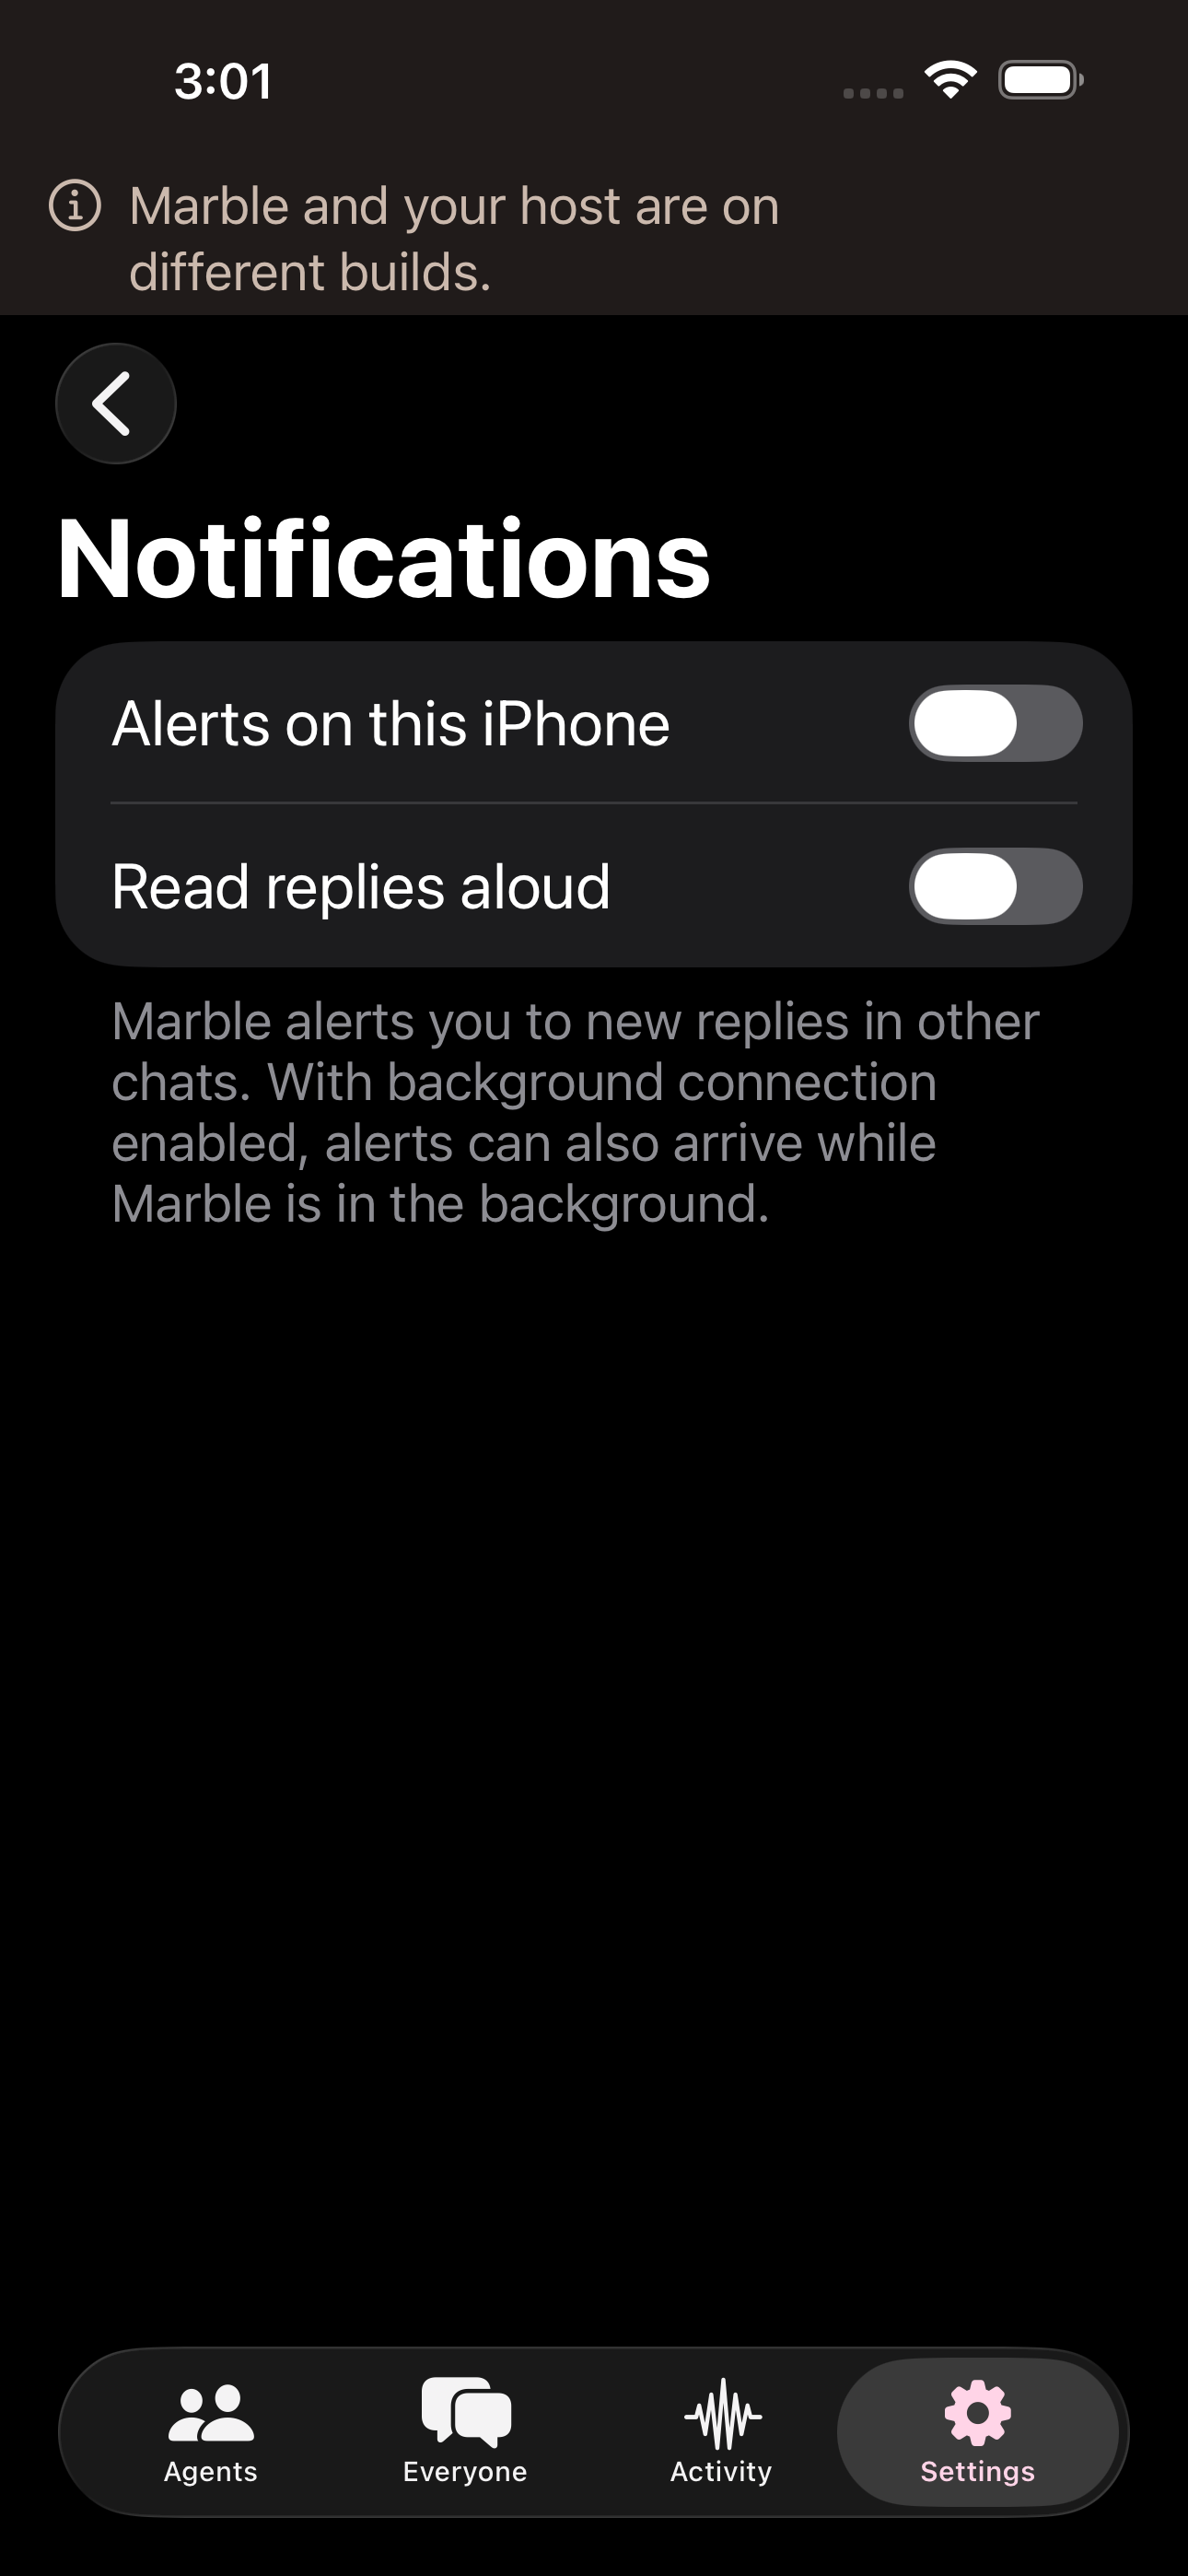 3:01
Marble and your host are on
different builds.
Notifications
Alerts on this iPhone
Read replies aloud
Marble alerts you to new replies in other
chats. With background connection
enabled, alerts can also arrive while
Marble is in the background.
Agents
Everyone
Activity
Settings